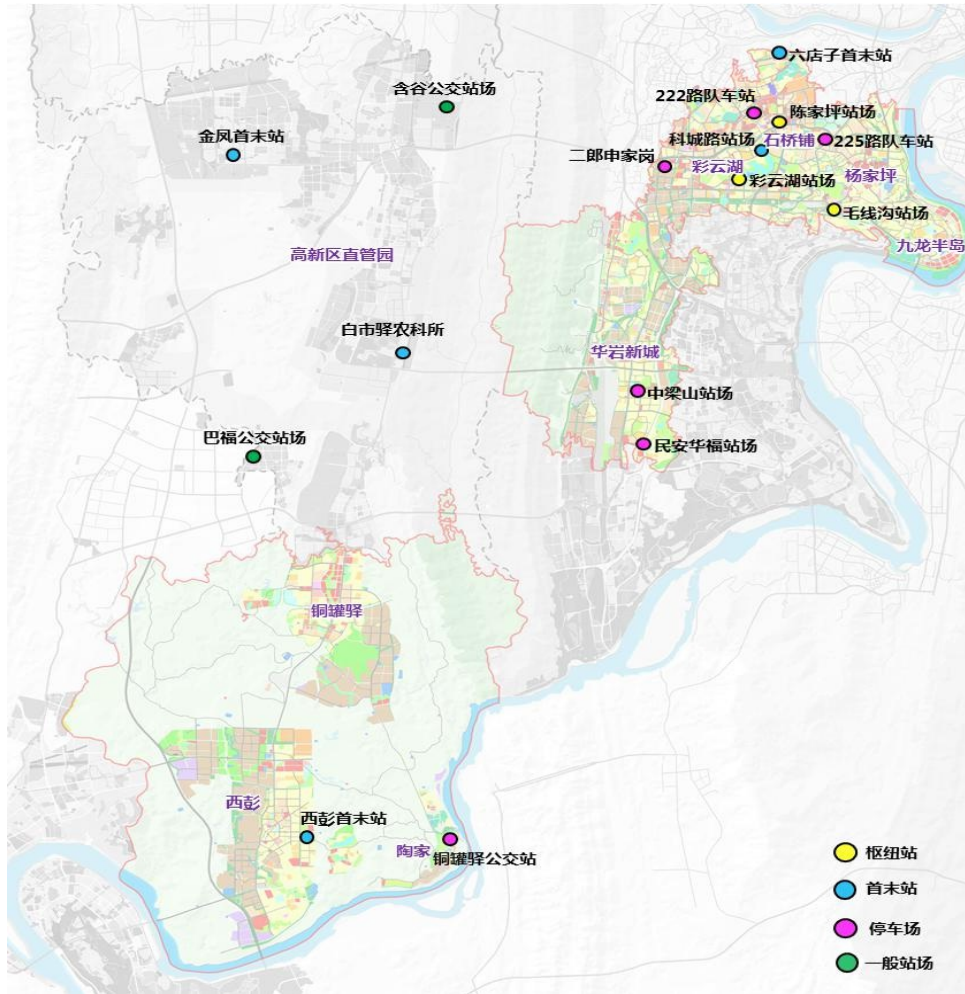 六店子首末站
含谷公交站场
222路队车站
陈家坪站场
金凤首末站
科城路站场
石桥铺
225路队车站
二郎申家岗
彩云湖
彩云湖站场
杨家坪
毛线沟站场
九龙半岛
高新区直管园
白市驿农科所
华岩新城
中梁山站场
巴福公交站场
民安华福站场
铜罐驿
西彭
西彭首末站
陶家
铜罐驿公交站
枢纽站
首末站
停车场
一般站场